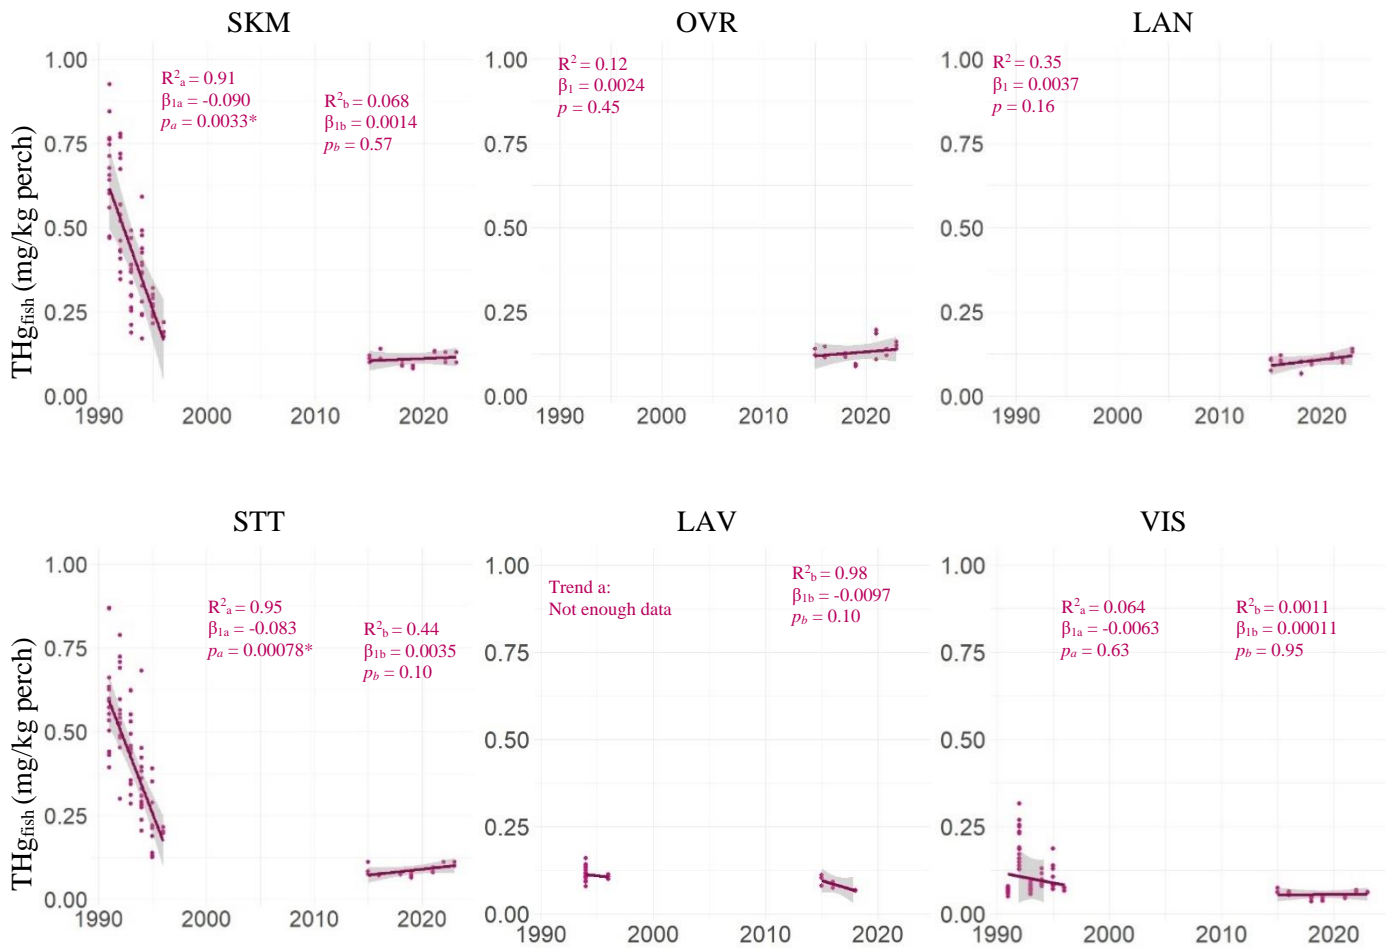 SKM
OVR
LAN
THgfish (mg/kg perch)
1.00
0.75
0.50
0.25
0.00
1990 2000 2010 2020
R²a = 0.91
β1a = -0.090
pa = 0.0033*
R²b = 0.068
β1b = 0.0014
pb = 0.57
1.00
0.75
0.50
0.25
0.00
1990 2000 2010 2020
R² = 0.12
β1 = 0.0024
p = 0.45
1.00
0.75
0.50
0.25
0.00
1990 2000 2010 2020
R² = 0.35
β1 = 0.0037
p = 0.16
STT
LAV
VIS
THgfish (mg/kg perch)
1.00
0.75
0.50
0.25
0.00
1990 2000 2010 2020
R²a = 0.95
β1a = -0.083
pa = 0.00078*
R²b = 0.44
β1b = 0.0035
pb = 0.10
1.00
0.75
0.50
0.25
0.00
1990 2000 2010 2020
Trend a:
Not enough data
R²b = 0.98
β1b = -0.0097
pb = 0.10
1.00
0.75
0.50
0.25
0.00
1990 2000 2010 2020
R²a = 0.064
β1a = -0.0063
pa = 0.63
R²b = 0.0011
β1b = 0.00011
pb = 0.95